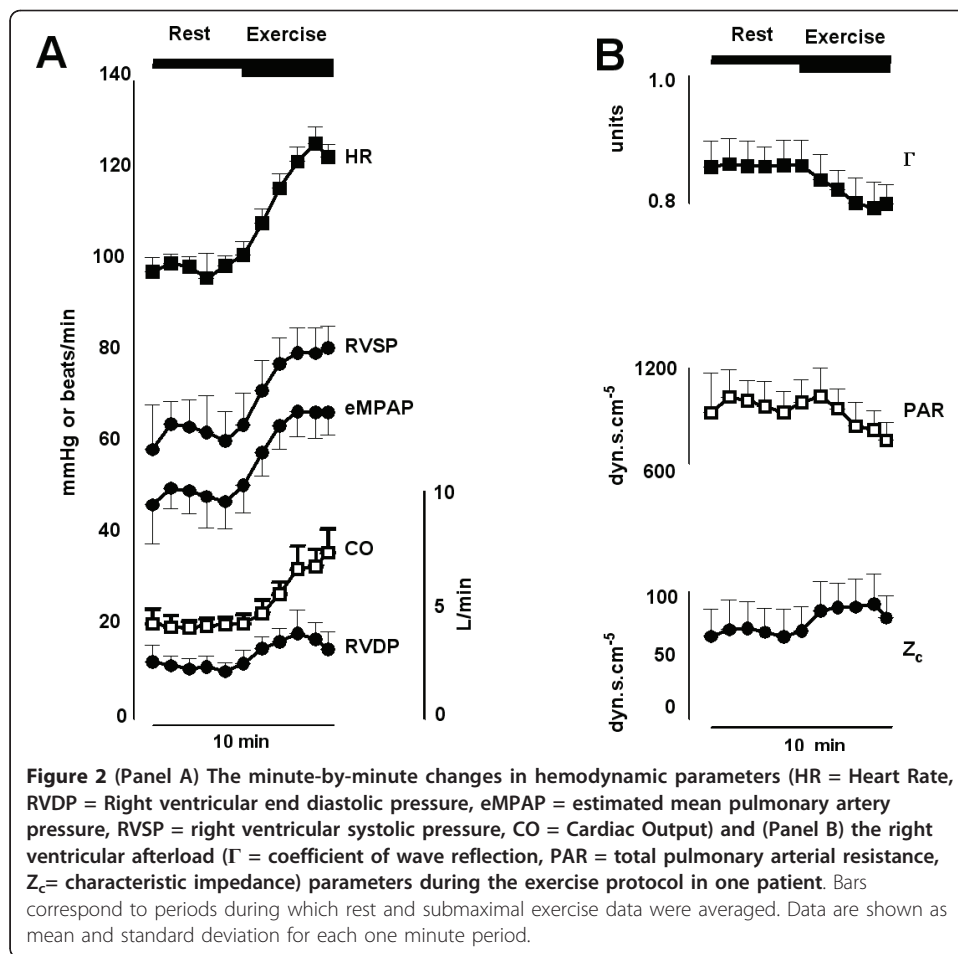 A
Rest
Exercise
140
120
100
80
60
40
20
0
mmHg or beats/min
HR
RVSP
eMPAP
CO
RVDP
10
5
0
L/min
10 min
B
Rest
Exercise
1.0
0.8
units
Γ
1200
600
dyn.s.cm-5
PAR
100
50
0
dyn.s.cm-5
Zc
10 min
Figure 2 (Panel A) The minute-by-minute changes in hemodynamic parameters (HR = Heart Rate,
RVDP = Right ventricular end diastolic pressure, eMPAP = estimated mean pulmonary artery
pressure, RVSP = right ventricular systolic pressure, CO = Cardiac Output) and (Panel B) the right
ventricular afterload (Γ = coefficient of wave reflection, PAR = total pulmonary arterial resistance,
Zc= characteristic impedance) parameters during the exercise protocol in one patient. Bars
correspond to periods during which rest and submaximal exercise data were averaged. Data are shown as
mean and standard deviation for each one minute period.